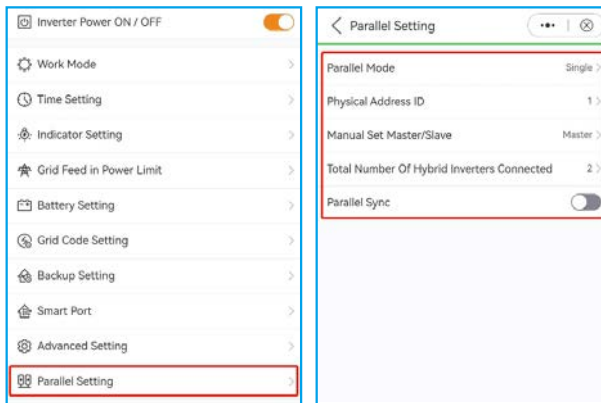 Inverter Power ON / OFF
Work Mode
Time Setting
Indicator Setting
Grid Feed in Power Limit
Battery Setting
Grid Code Setting
Backup Setting
Smart Port
Advanced Setting
Parallel Setting
Parallel Setting
Parallel Mode Single
Physical Address ID 1
Manual Set Master/Slave Master
Total Number Of Hybrid Inverters Connected 2
Parallel Sync